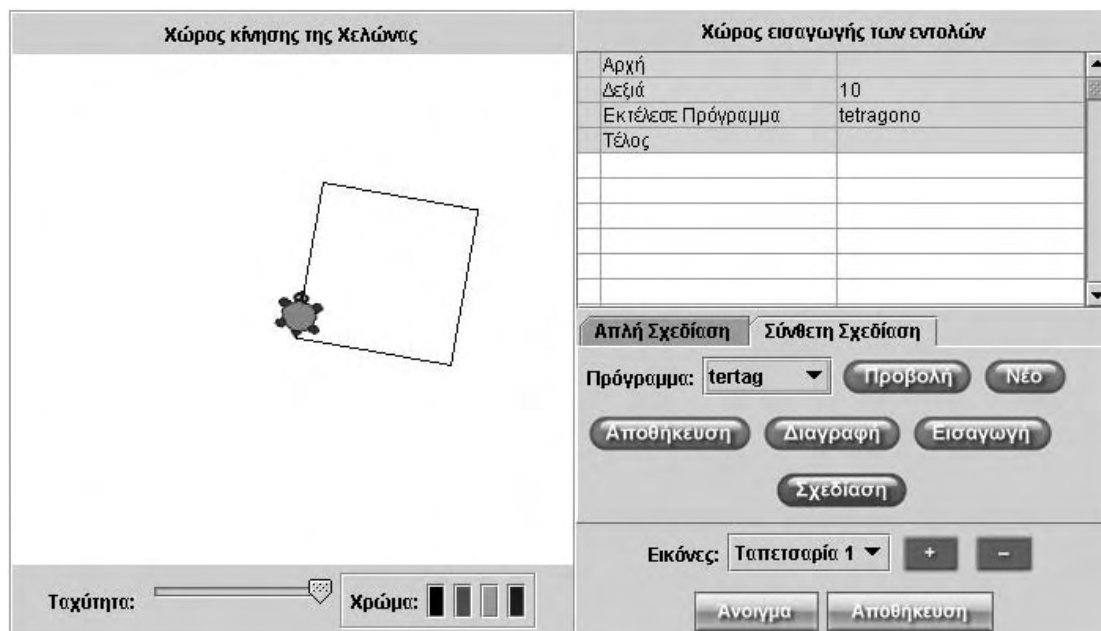 Χώρος κίνησης της Χελώνας
Χώρος εισαγωγής των εντολών
Αρχή
Δεξιά 10
Εκτέλεσε Πρόγραμμα tetragono
Τέλος
Απλή Σχεδίαση Σύνθετη Σχεδίαση
Πρόγραμμα: tertag Προβολή Νέο
Αποθήκευση Διαγραφή Εισαγωγή
Σχεδίαση
Εικόνες: Ταπετσαρία 1 + -
Ταχύτητα: Χρώμα:
Ανοιγμα Αποθήκευση